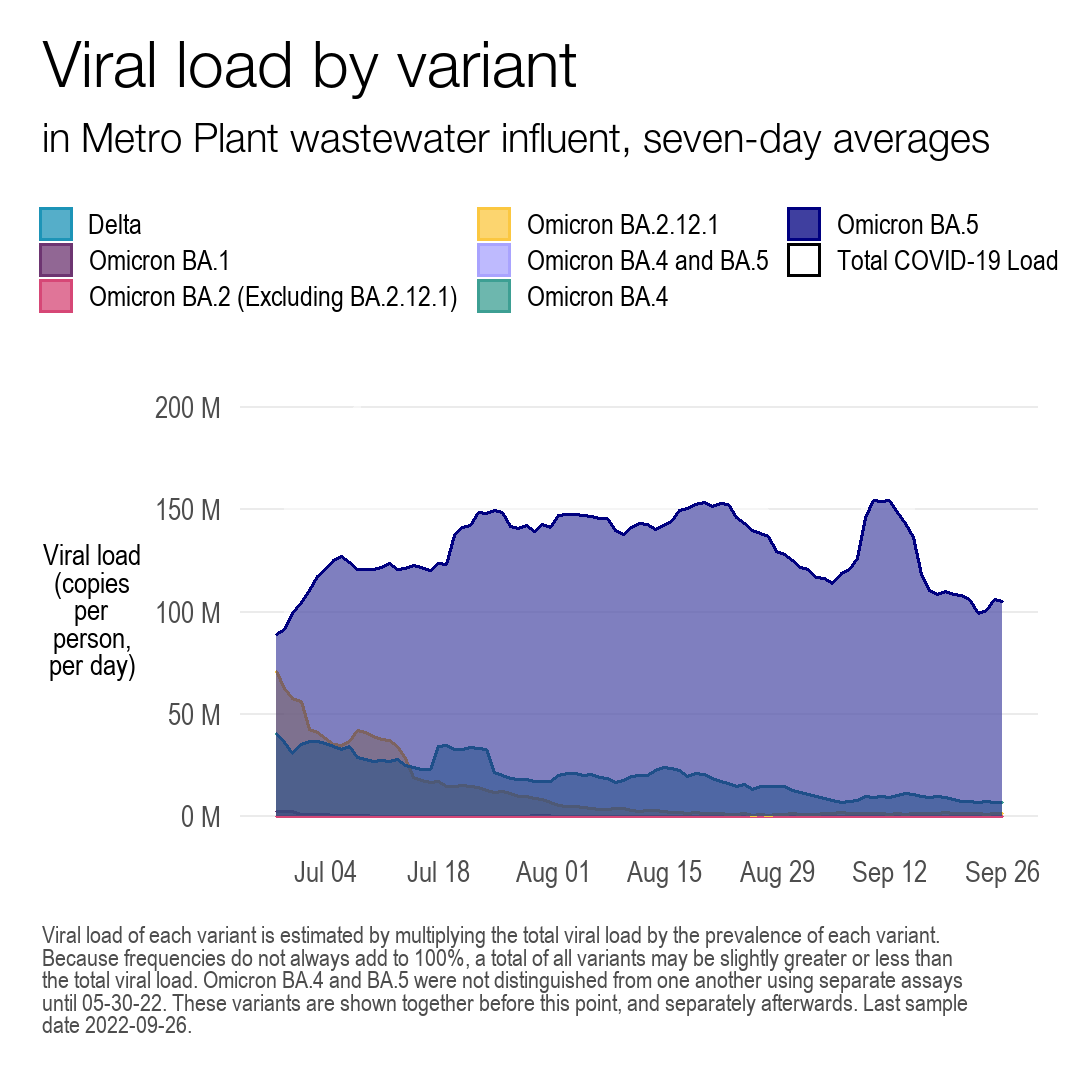 Viral load by variant
in Metro Plant wastewater influent, seven-day averages
Delta
Omicron BA.1
Omicron BA.2 (Excluding BA.2.12.1)
Omicron BA.2.12.1
Omicron BA.4 and BA.5
Omicron BA.4
Omicron BA.5
Total COVID-19 Load
200 M
150 M
100 M
50 M
0 M
Viral load
(copies
per
person,
per day)
Jul 04
Jul 18
Aug 01
Aug 15
Aug 29
Sep 12
Sep 26
Viral load of each variant is estimated by multiplying the total viral load by the prevalence of each variant.
Because frequencies do not always add to 100%, a total of all variants may be slightly greater or less than
the total viral load. Omicron BA.4 and BA.5 were not distinguished from one another using separate assays
until 05-30-22. These variants are shown together before this point, and separately afterwards. Last sample
date 2022-09-26.